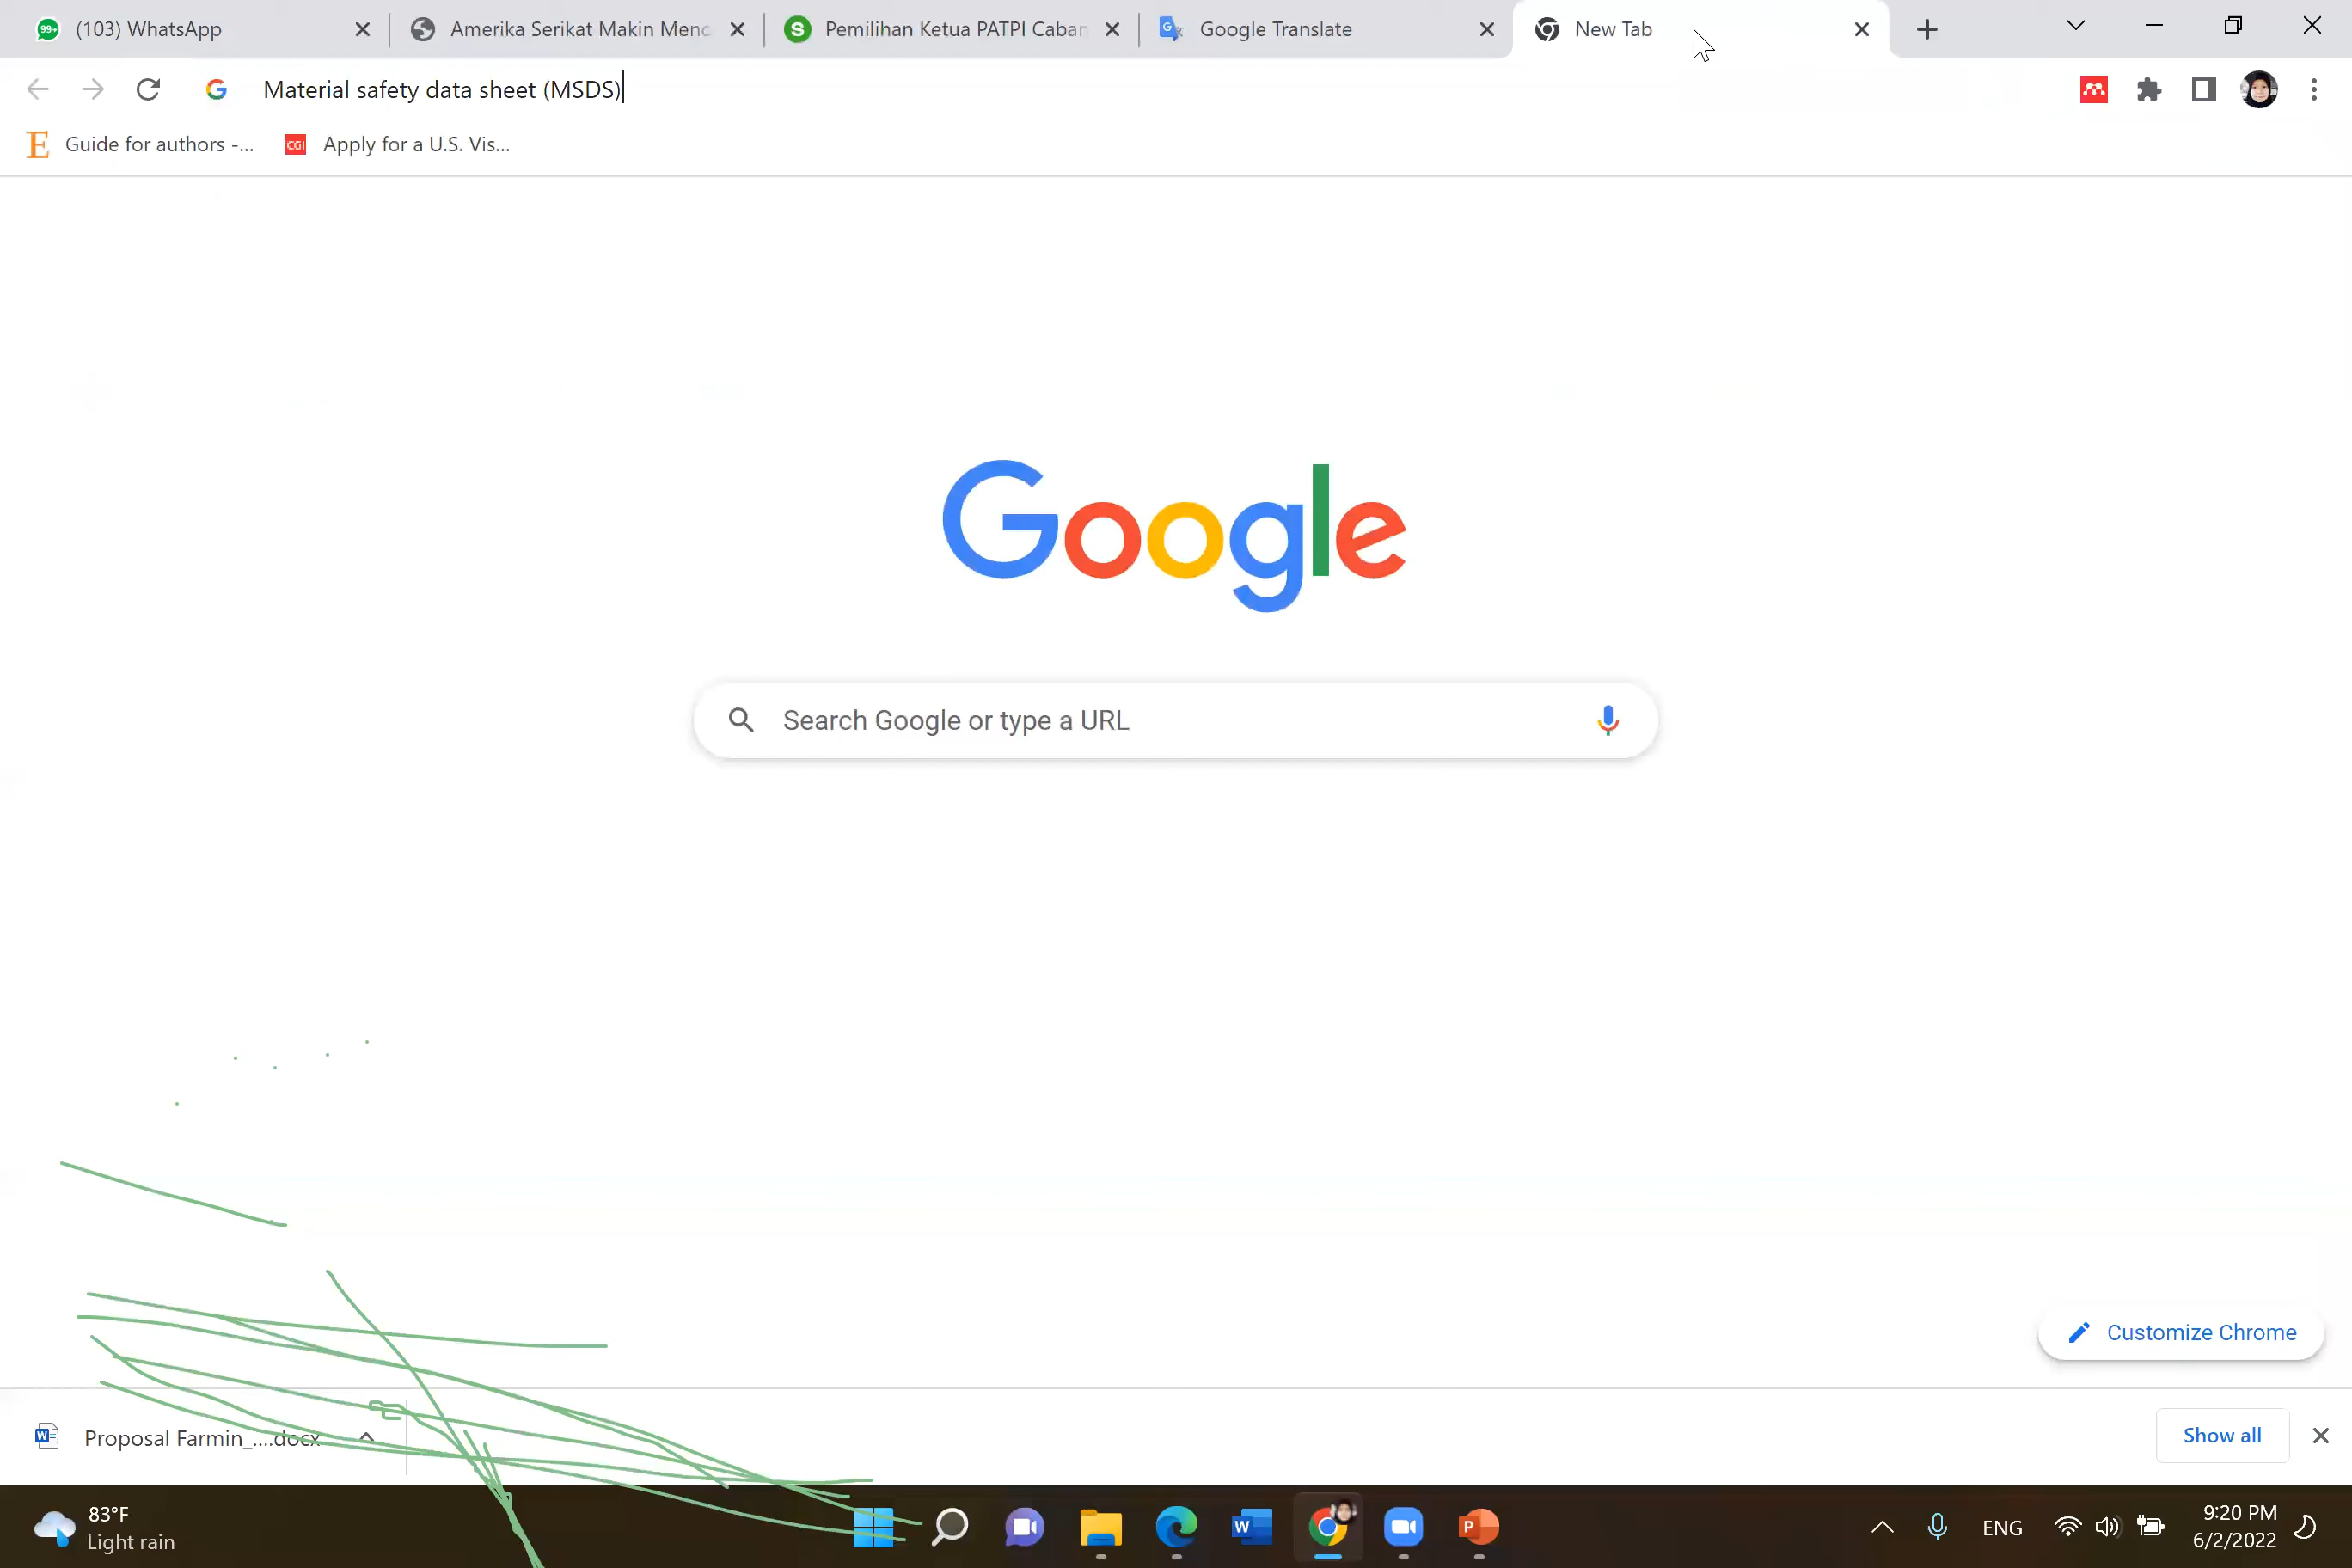 (103) WhatsApp
Amerika Serikat Makin Menc
Pemilihan Ketua PATPI Caban
Google Translate
New Tab
Material safety data sheet (MSDS)
Guide for authors -...
CGI
Apply for a U.S. Vis...
Google
Search Google or type a URL
Customize Chrome
Proposal Farmin_....docx
Show all
83°F
Light rain
ENG
9:20 PM
6/2/2022